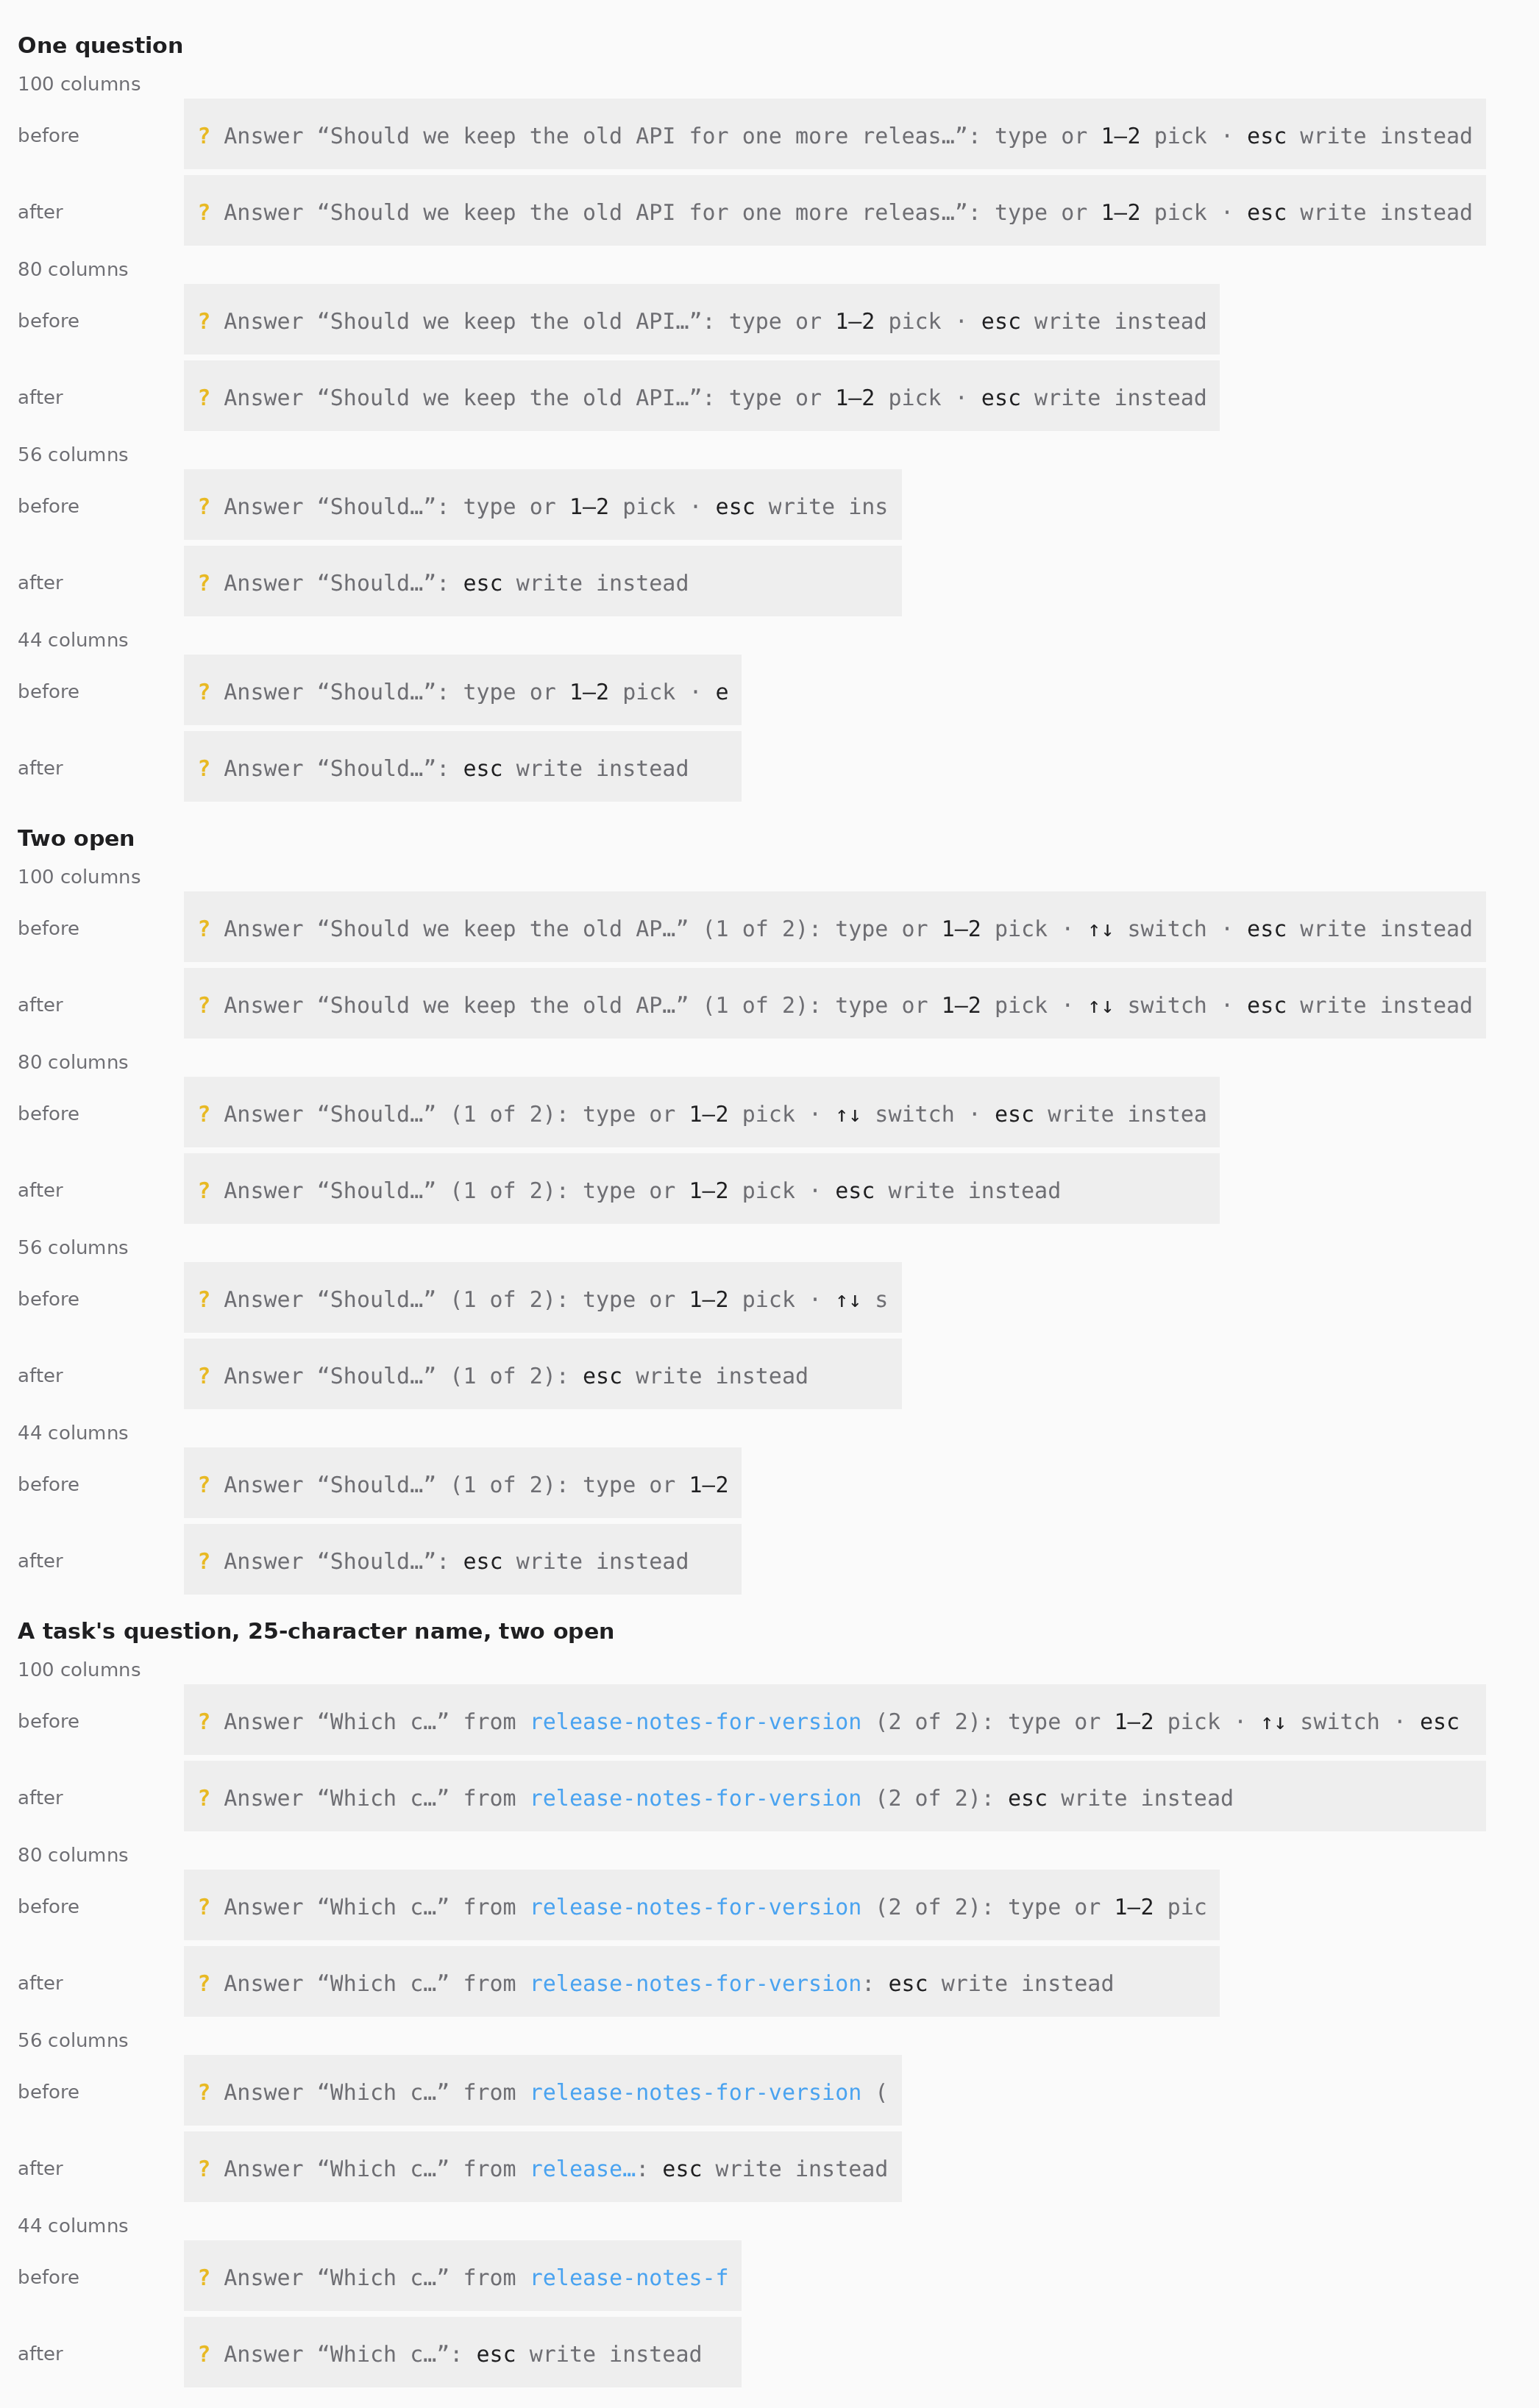 One question
100 columns
before ? Answer “Should we keep the old API for one more releas…”: type or 1–2 pick · esc write instead
after ? Answer “Should we keep the old API for one more releas…”: type or 1–2 pick · esc write instead
80 columns
before ? Answer “Should we keep the old API…”: type or 1–2 pick · esc write instead
after ? Answer “Should we keep the old API…”: type or 1–2 pick · esc write instead
56 columns
before ? Answer “Should…”: type or 1–2 pick · esc write ins
after ? Answer “Should…”: esc write instead
44 columns
before ? Answer “Should…”: type or 1–2 pick · e
after ? Answer “Should…”: esc write instead
Two open
100 columns
before ? Answer “Should we keep the old AP…” (1 of 2): type or 1–2 pick · ↑↓ switch · esc write instead
after ? Answer “Should we keep the old AP…” (1 of 2): type or 1–2 pick · ↑↓ switch · esc write instead
80 columns
before ? Answer “Should…” (1 of 2): type or 1–2 pick · ↑↓ switch · esc write instea
after ? Answer “Should…” (1 of 2): type or 1–2 pick · esc write instead
56 columns
before ? Answer “Should…” (1 of 2): type or 1–2 pick · ↑↓ s
after ? Answer “Should…” (1 of 2): esc write instead
44 columns
before ? Answer “Should…” (1 of 2): type or 1–2
after ? Answer “Should…”: esc write instead
A task's question, 25-character name, two open
100 columns
before ? Answer “Which c…” from release-notes-for-version (2 of 2): type or 1–2 pick · ↑↓ switch · esc
after ? Answer “Which c…” from release-notes-for-version (2 of 2): esc write instead
80 columns
before ? Answer “Which c…” from release-notes-for-version (2 of 2): type or 1–2 pic
after ? Answer “Which c…” from release-notes-for-version: esc write instead
56 columns
before ? Answer “Which c…” from release-notes-for-version (
after ? Answer “Which c…” from release…: esc write instead
44 columns
before ? Answer “Which c…” from release-notes-f
after ? Answer “Which c…”: esc write instead